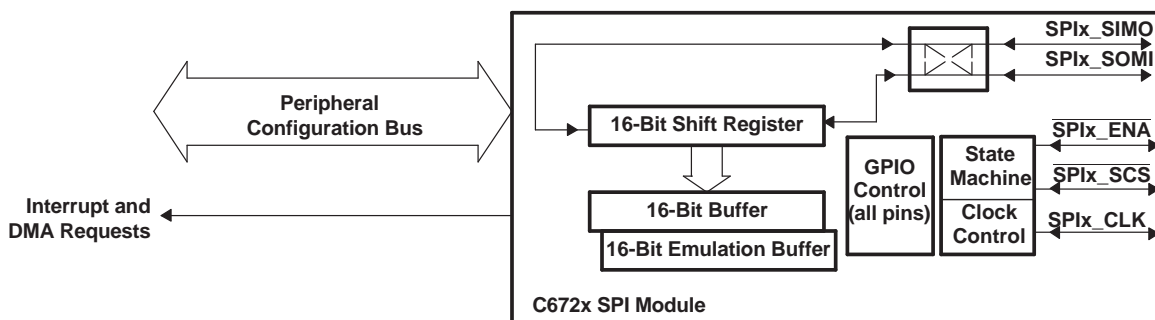 SPIx_SIMO
SPIx_SOMI
Peripheral
Configuration Bus
16-Bit Shift Register
SPIx_ENA
State
Machine
SPIx_SCS
GPIO
Control
(all pins)
Interrupt and
DMA Requests
16-Bit Buffer
Clock
Control
SPIx_CLK
16-Bit Emulation Buffer
C672x SPI Module